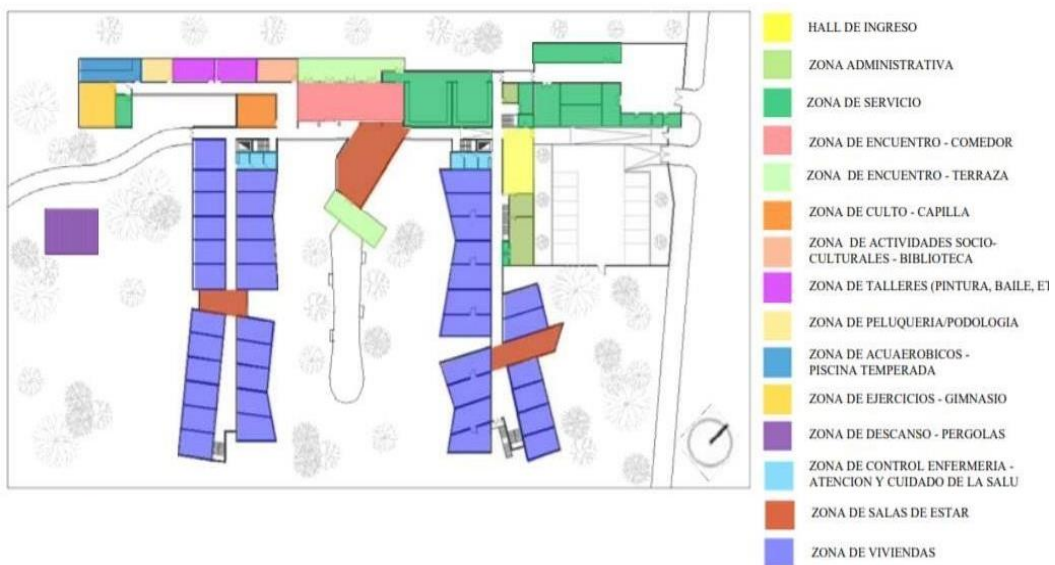 HALL DE INGRESO
ZONA ADMINISTRATIVA
ZONA DE SERVICIO
ZONA DE ENCUENTRO - COMEDOR
ZONA DE ENCUENTRO - TERRAZA
ZONA DE CULTO - CAPILLA
ZONA DE ACTIVIDADES SOCIO-
CULTURALES - BIBLIOTECA
ZONA DE TALLERES (PINTURA, BAILE, ET
ZONA DE PELUQUERIA/PODOLOGIA
ZONA DE ACUAEROBICOS -
PISCINA TEMPERADA
ZONA DE EJERCICIOS - GIMNASIO
ZONA DE DESCANSO - PERGOLAS
ZONA DE CONTROL ENFERMERIA -
ATENCION Y CUIDADO DE LA SALU
ZONA DE SALAS DE ESTAR
ZONA DE VIVIENDAS